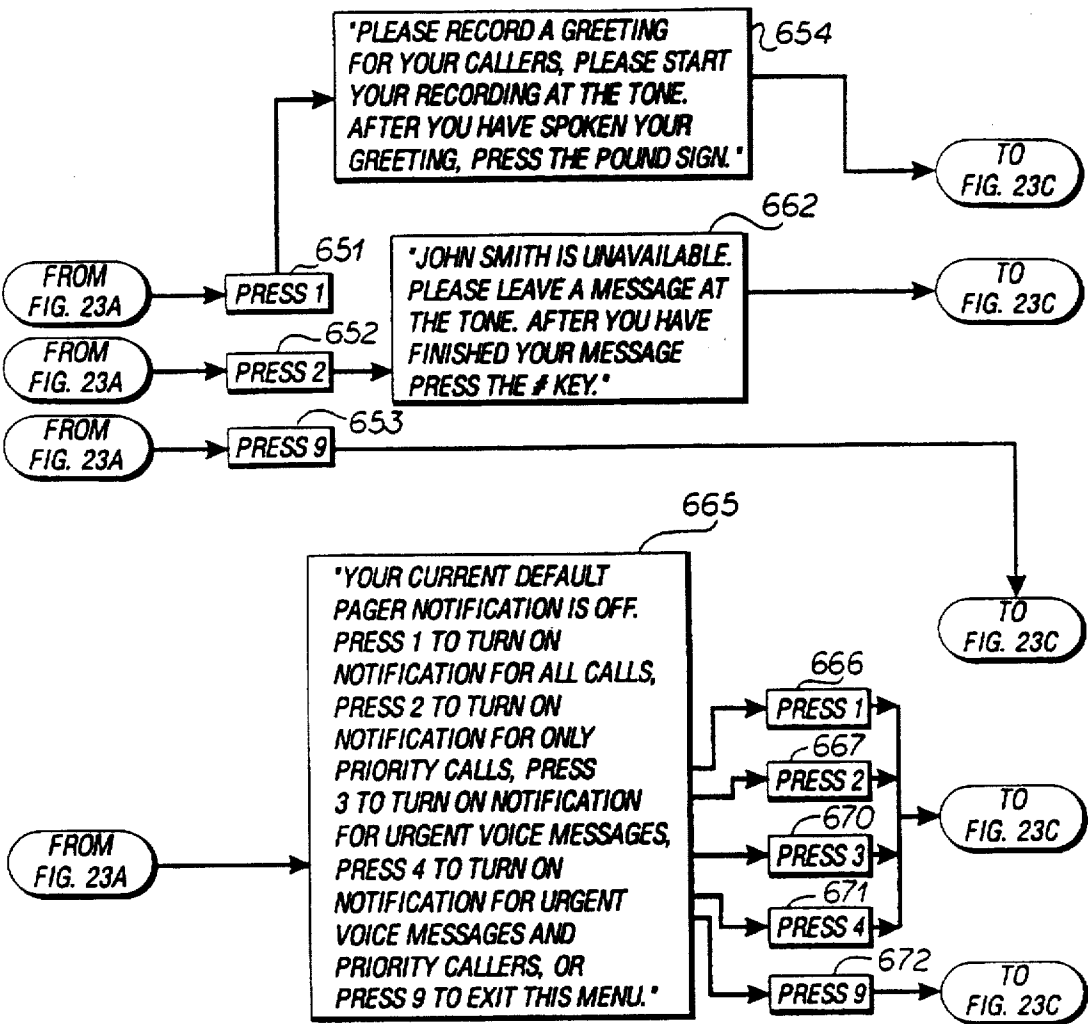 "PLEASE RECORD A GREETING
FOR YOUR CALLERS, PLEASE START
YOUR RECORDING AT THE TONE.
AFTER YOU HAVE SPOKEN YOUR
GREETING, PRESS THE POUND SIGN."
654
TO
FIG. 23C
FROM
FIG. 23A
651
PRESS 1
662
"JOHN SMITH IS UNAVAILABLE.
PLEASE LEAVE A MESSAGE AT
THE TONE. AFTER YOU HAVE
FINISHED YOUR MESSAGE
PRESS THE # KEY."
TO
FIG. 23C
FROM
FIG. 23A
652
PRESS 2
FROM
FIG. 23A
653
PRESS 9
TO
FIG. 23C
665
"YOUR CURRENT DEFAULT
PAGER NOTIFICATION IS OFF.
PRESS 1 TO TURN ON
NOTIFICATION FOR ALL CALLS,
PRESS 2 TO TURN ON
NOTIFICATION FOR ONLY
PRIORITY CALLS, PRESS
3 TO TURN ON NOTIFICATION
FOR URGENT VOICE MESSAGES,
PRESS 4 TO TURN ON
NOTIFICATION FOR URGENT
VOICE MESSAGES AND
PRIORITY CALLERS, OR
PRESS 9 TO EXIT THIS MENU."
FROM
FIG. 23A
666
PRESS 1
667
PRESS 2
670
PRESS 3
671
PRESS 4
TO
FIG. 23C
672
PRESS 9
TO
FIG. 23C